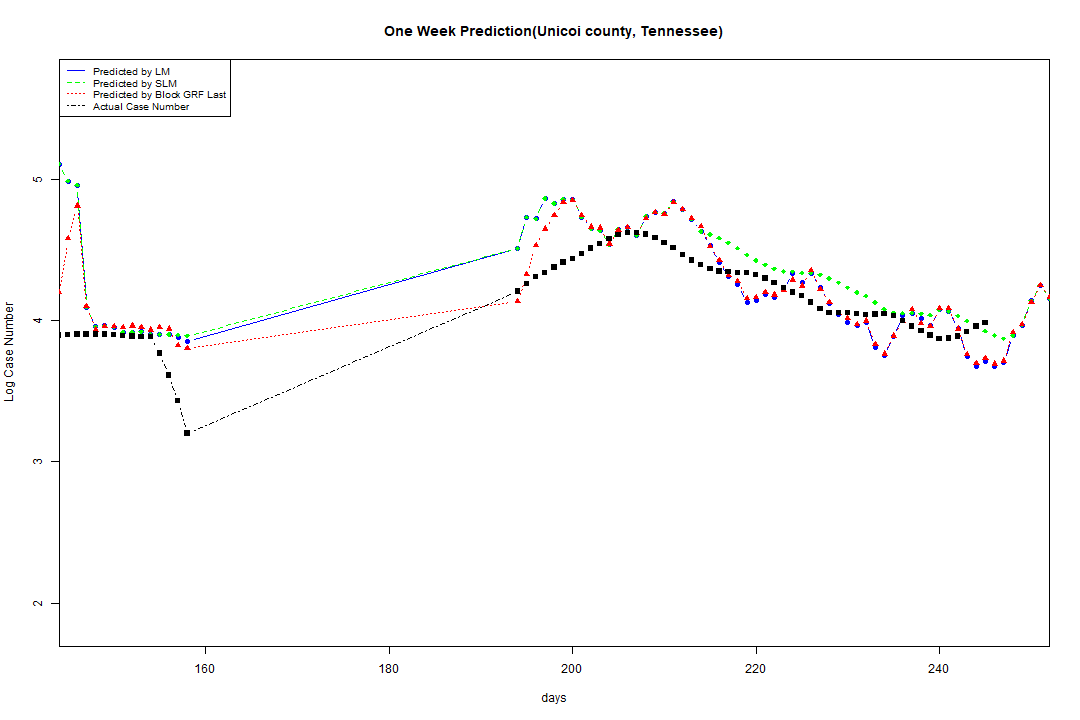 One Week Prediction(Unicoi county, Tennessee)
Predicted by LM
Predicted by SLM
Predicted by Block GRF Last
Actual Case Number
5
4
3
2
Log Case Number
160 180 200 220 240
days